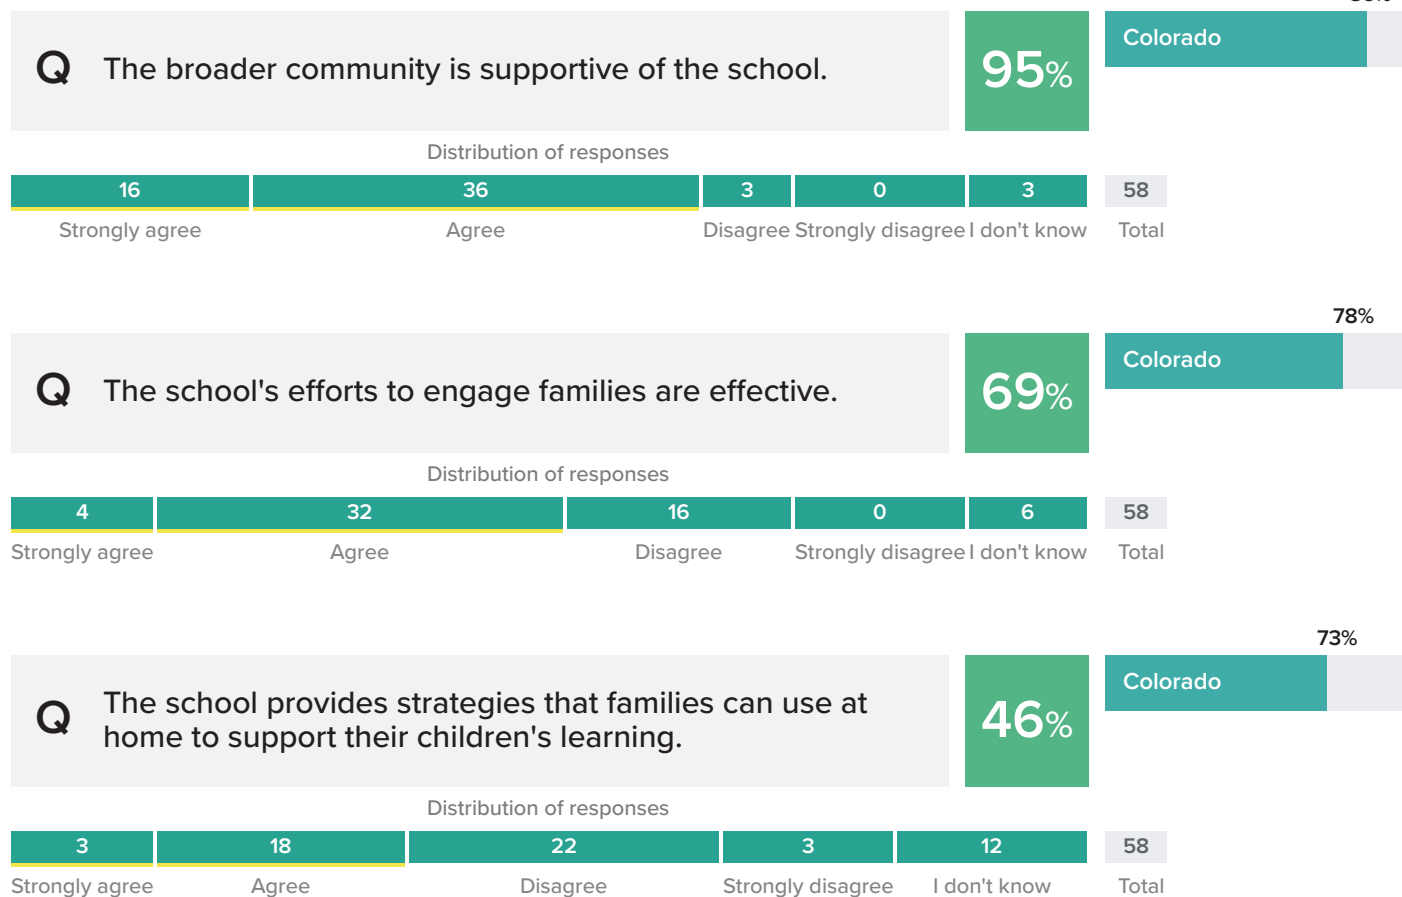 Q The broader community is supportive of the school. 95% Colorado
Distribution of responses
16 36 3 0 3 58
Strongly agree Agree Disagree Strongly disagree I don't know Total
78%
Q The school's efforts to engage families are effective. 69% Colorado
Distribution of responses
4 32 16 0 6 58
Strongly agree Agree Disagree Strongly disagree I don't know Total
73%
Q The school provides strategies that families can use at
home to support their children's learning. 46% Colorado
Distribution of responses
3 18 22 3 12 58
Strongly agree Agree Disagree Strongly disagree I don't know Total